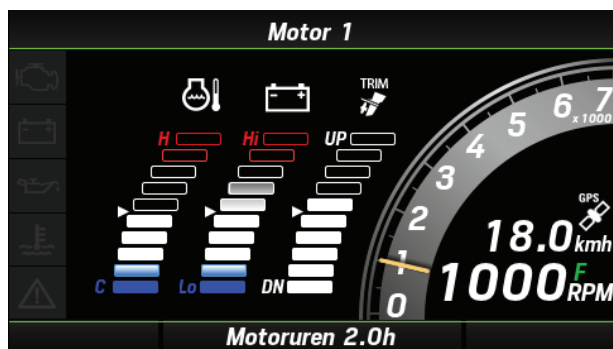 Motor 1
TRIM
H Hi UP
C Lo DN
0 1 2 3 4 5 6 7
x 1000
GPS
18.0 kmh
F
1000 RPM
Motoruren 2.0h